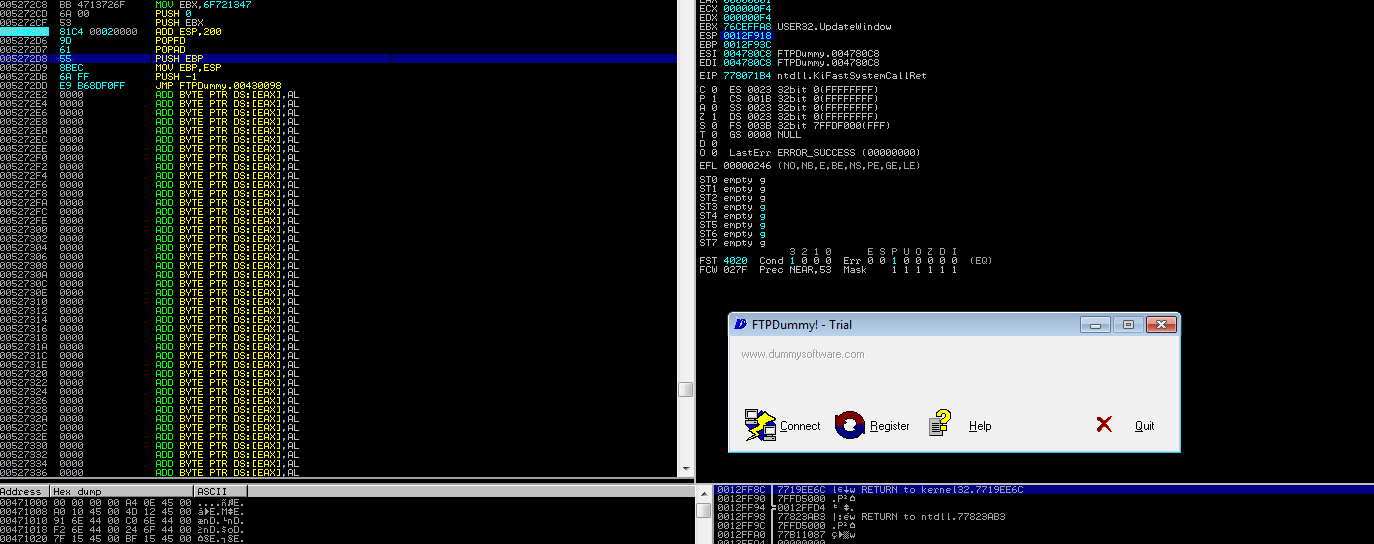 005272C8 BB 4713726F MOV EBX,6F721347
005272CD 6A 00 PUSH 0
005272CF 53 PUSH EBX
81C4 00020000 ADD ESP,200
005272D6 9D POPFD
005272D7 61 POPAD
005272D8 55 PUSH EBP
005272D9 8BEC MOV EBP,ESP
005272DB 6A FF PUSH -1
005272DD E9 B68DF0FF JMP FTPDummy.00430098
005272E2 0000 ADD BYTE PTR DS:[EAX],AL
005272E4 0000 ADD BYTE PTR DS:[EAX],AL
005272E6 0000 ADD BYTE PTR DS:[EAX],AL
005272E8 0000 ADD BYTE PTR DS:[EAX],AL
005272EA 0000 ADD BYTE PTR DS:[EAX],AL
005272EC 0000 ADD BYTE PTR DS:[EAX],AL
005272EE 0000 ADD BYTE PTR DS:[EAX],AL
005272F0 0000 ADD BYTE PTR DS:[EAX],AL
005272F2 0000 ADD BYTE PTR DS:[EAX],AL
005272F4 0000 ADD BYTE PTR DS:[EAX],AL
005272F6 0000 ADD BYTE PTR DS:[EAX],AL
005272F8 0000 ADD BYTE PTR DS:[EAX],AL
005272FA 0000 ADD BYTE PTR DS:[EAX],AL
005272FC 0000 ADD BYTE PTR DS:[EAX],AL
005272FE 0000 ADD BYTE PTR DS:[EAX],AL
00527300 0000 ADD BYTE PTR DS:[EAX],AL
00527302 0000 ADD BYTE PTR DS:[EAX],AL
00527304 0000 ADD BYTE PTR DS:[EAX],AL
00527306 0000 ADD BYTE PTR DS:[EAX],AL
00527308 0000 ADD BYTE PTR DS:[EAX],AL
0052730A 0000 ADD BYTE PTR DS:[EAX],AL
0052730C 0000 ADD BYTE PTR DS:[EAX],AL
0052730E 0000 ADD BYTE PTR DS:[EAX],AL
00527310 0000 ADD BYTE PTR DS:[EAX],AL
00527312 0000 ADD BYTE PTR DS:[EAX],AL
00527314 0000 ADD BYTE PTR DS:[EAX],AL
00527316 0000 ADD BYTE PTR DS:[EAX],AL
00527318 0000 ADD BYTE PTR DS:[EAX],AL
0052731A 0000 ADD BYTE PTR DS:[EAX],AL
0052731C 0000 ADD BYTE PTR DS:[EAX],AL
0052731E 0000 ADD BYTE PTR DS:[EAX],AL
00527320 0000 ADD BYTE PTR DS:[EAX],AL
00527322 0000 ADD BYTE PTR DS:[EAX],AL
00527324 0000 ADD BYTE PTR DS:[EAX],AL
00527326 0000 ADD BYTE PTR DS:[EAX],AL
00527328 0000 ADD BYTE PTR DS:[EAX],AL
0052732A 0000 ADD BYTE PTR DS:[EAX],AL
0052732C 0000 ADD BYTE PTR DS:[EAX],AL
0052732E 0000 ADD BYTE PTR DS:[EAX],AL
00527330 0000 ADD BYTE PTR DS:[EAX],AL
00527332 0000 ADD BYTE PTR DS:[EAX],AL
00527334 0000 ADD BYTE PTR DS:[EAX],AL
00527336 0000 ADD BYTE PTR DS:[EAX],AL
ECX 000000F4
EDX 000000F4
EBX 76CEFFA8 USER32.UpdateWindow
ESP 0012F918
EBP 0012F93C
ESI 004780C8 FTPDummy.004780C8
EDI 004780C8 FTPDummy.004780C8
EIP 778071B4 ntdll.KiFastSystemCallRet
C 0 ES 0023 32bit 0(FFFFFFFF)
P 1 CS 001B 32bit 0(FFFFFFFF)
A 0 SS 0023 32bit 0(FFFFFFFF)
Z 1 DS 0023 32bit 0(FFFFFFFF)
S 0 FS 003B 32bit 7FFDF000(FFF)
T 0 GS 0000 NULL
D 0
O 0 LastErr ERROR_SUCCESS (00000000)
EFL 00000246 (NO,NB,E,BE,NS,PE,GE,LE)
ST0 empty g
ST1 empty g
ST2 empty g
ST3 empty g
ST4 empty g
ST5 empty g
ST6 empty g
ST7 empty g
3 2 1 0 E S P U O Z D I
FST 4020 Cond 1 0 0 0 Err 0 0 1 0 0 0 0 0 (EQ)
FCW 027F Prec NEAR,53 Mask 1 1 1 1 1 1
FTPDummy! - Trial
www.dummysoftware.com
Connect Register Help Quit
Address Hex dump ASCII
00471000 00 00 00 00 A4 0E 45 00
00471008 A0 10 45 00 4D 12 45 00
00471010 91 6E 44 00 C0 6E 44 00
00471018 F2 6E 44 00 24 6F 44 00
00471020 7F 15 45 00 BF 15 45 00
0012FF8C 7719EE6C RETURN to kernel32.7719EE6C
0012FF90 7FFD5000
0012FF94 0012FFD4
0012FF98 77823AB3 RETURN to ntdll.77823AB3
0012FF9C 7FFD5000
0012FFA0 77B11087